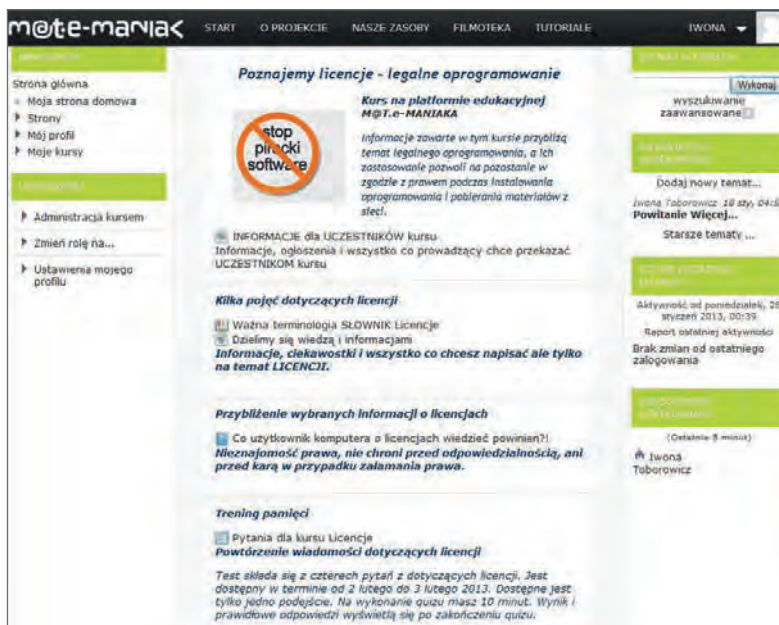 m@te-maniak
START O PROJEKCIE NASZE ZASOBY FILMOTEKA TUTORIALE IWONA
Strona główna
Moja strona domowa
Strony
Mój profil
Moje kursy
Administracja kursem
Zmień rolę na...
Ustawienia mojego
profilu
Poznajemy licencje - legalne oprogramowanie
stop
piracki
software
Kurs na platformie edukacyjnej
M@T.e-MANIAKA
Informacje zawarte w tym kursie przybliżą
temat legalnego oprogramowania, a ich
zastosowanie pozwoli na pozostanie w
zgodzie z prawem podczas instalowania
oprogramowania i pobierania materiałów z
sieci.
INFORMACJE dla UCZESTNIKÓW kursu
Informacje, ogłoszenia i wszystko co prowadzący chce przekazać
UCZESTNIKOM kursu
Kilka pojęć dotyczących licencji
Ważna terminologia SŁOWNIK Licencje
Dzielimy się wiedzą i informacjami
Informacje, ciekawostki i wszystko co chcesz napisać ale tylko
na temat LICENCJI.
Przybliżenie wybranych informacji o licencjach
Co użytkownik komputera o licencjach wiedzieć powinien?!
Nieznajomość prawa, nie chroni przed odpowiedzialnością, ani
przed karą w przypadku załamania prawa.
Trening pamięci
Pytania dla kursu Licencje
Powtórzenie wiadomości dotyczących licencji
Test składa się z czterech pytań z dotyczących licencji. Jest
dostępny w terminie od 2 lutego do 3 lutego 2013. Dostępne jest
tylko jedno podejście. Na wykonanie quizu masz 10 minut. Wynik i
prawidłowe odpowiedzi wyświetlą się po zakończeniu quizu.
Wykonaj
wyszukiwanie
zaawansowane
Dodaj nowy temat...
Iwona Toborowicz 18 sty, 04:5
Powitanie Więcej...
Starsze tematy ...
Aktywność od poniedziałek, 28
styczeń 2013, 00:39
Raport ostatniej aktywności
Brak zmian od ostatniego
zalogowania
(Ostatnie 5 minut)
Iwona
Toborowicz